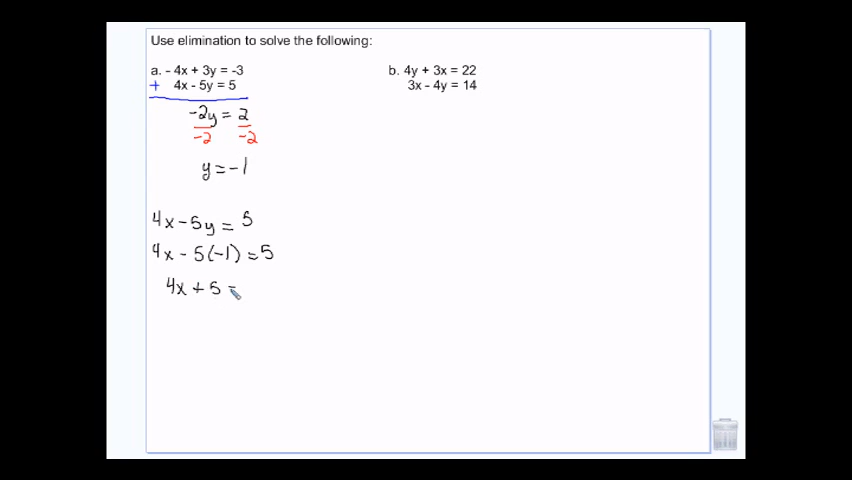 Use elimination to solve the following:
a. - 4x + 3y = -3
+ 4x - 5y = 5
-2y = 2
-2 -2
y = -1
4x - 5y = 5
4x - 5(-1) = 5
4x + 5 =
b. 4y + 3x = 22
3x - 4y = 14